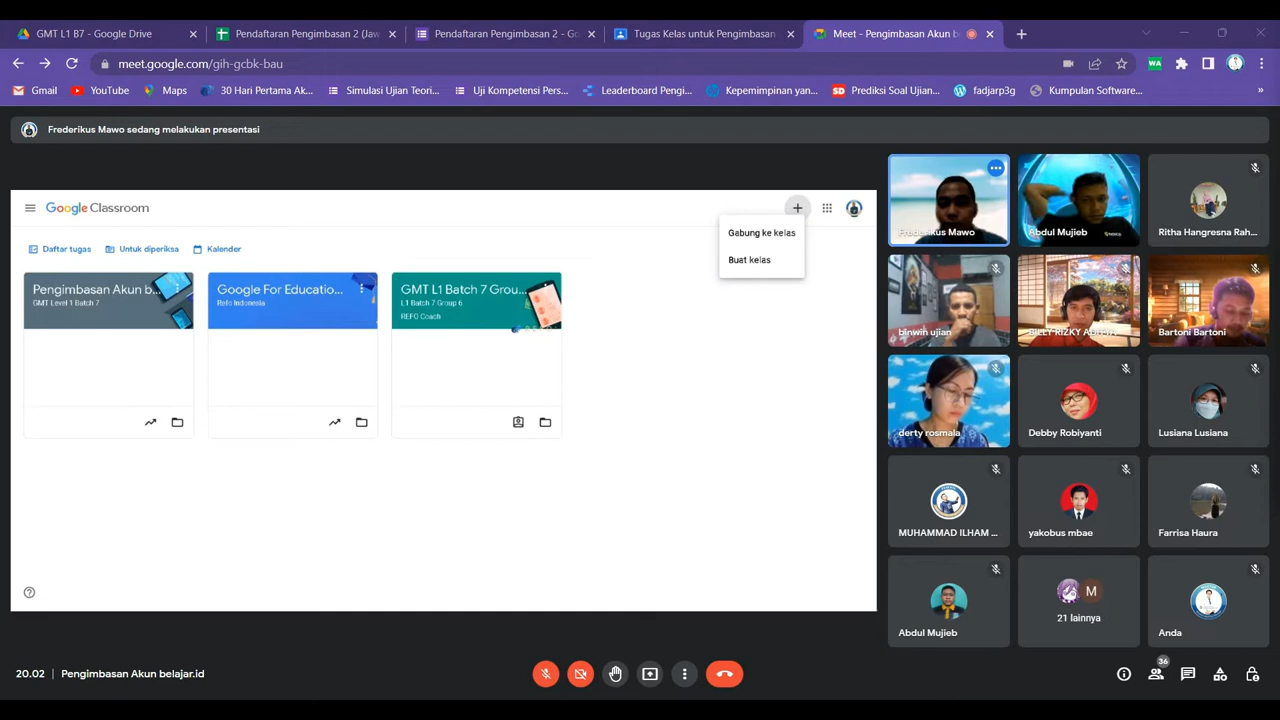 GMT L1 B7 - Google Drive
Pendaftaran Pengimbasan 2 (Jaw
Pendaftaran Pengimbasan 2 - Go
Tugas Kelas untuk Pengimbasan
Meet - Pengimbasan Akun bel
meet.google.com/gih-gcbk-bau
WA
Gmail
YouTube
Maps
30 Hari Pertama Ak...
Simulasi Ujian Teori...
Uji Kompetensi Pers...
Leaderboard Pengi...
Kepemimpinan yan...
SD
Prediksi Soal Ujian...
fadjarp3g
Kumpulan Software...
Frederikus Mawo sedang melakukan presentasi
Google Classroom
Gabung ke kelas
Buat kelas
Daftar tugas
Untuk diperiksa
Kalender
Pengimbasan Akun b...
GMT Level 1 Batch 7
Google For Educatio...
Refo Indonesia
GMT L1 Batch 7 Grou...
L1 Batch 7 Group 6
REFO Coach
Frederikus Mawo
Abdul Mujieb
Ritha Hangresna Rah...
binwin ujian
BILLY RIZKY ADITYA
Bartoni Bartoni
derty rosmala
Debby Robiyanti
Lusiana Lusiana
MUHAMMAD ILHAM ...
yakobus mbae
Farrisa Haura
Abdul Mujieb
M
21 lainnya
Anda
20.02
Pengimbasan Akun belajar.id
36